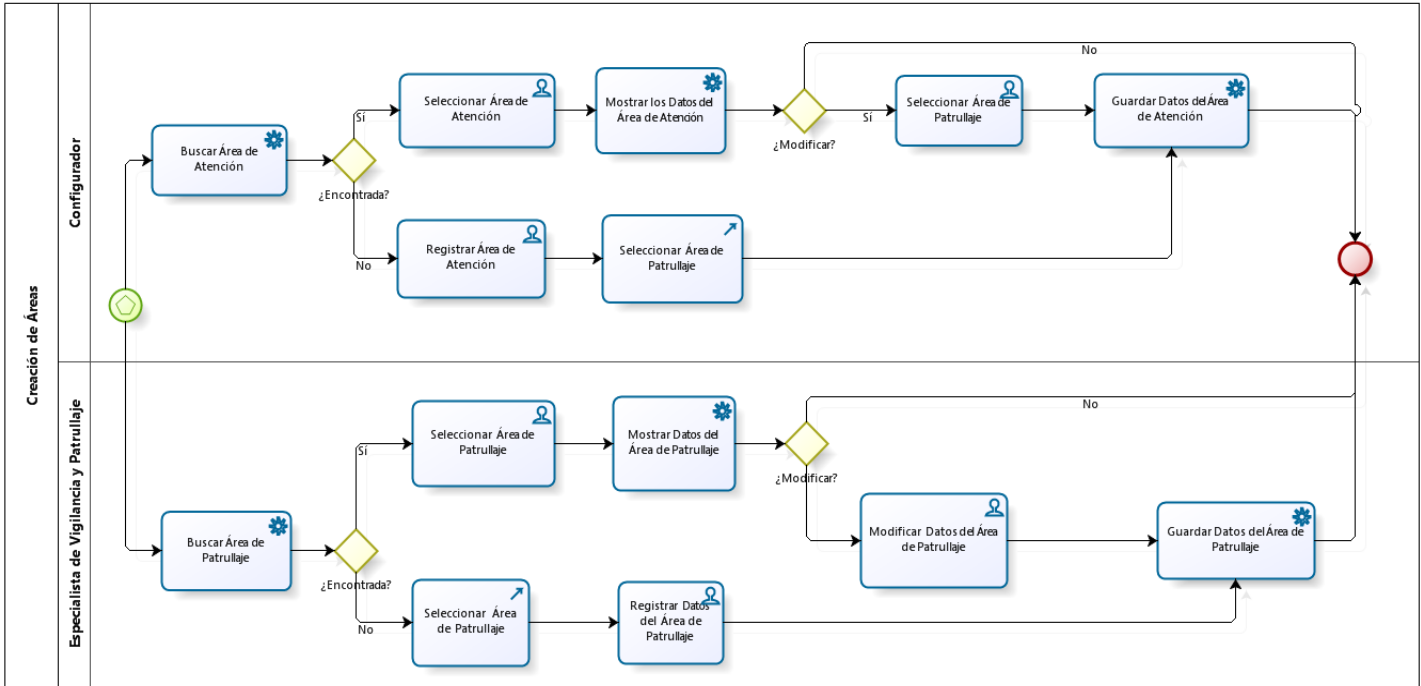 Creación de Áreas
Configurador
Buscar Área de
Atención
¿Encontrada?
Sí
No
Seleccionar Área de
Atención
Mostrar los Datos del
Área de Atención
¿Modificar?
No
Sí
Seleccionar Área de
Patrullaje
Guardar Datos del Área
de Atención
Registrar Área de
Atención
Seleccionar Área de
Patrullaje
Especialista de Vigilancia y Patrullaje
Buscar Área de
Patrullaje
¿Encontrada?
Sí
No
Seleccionar Área de
Patrullaje
Mostrar Datos del
Área de Patrullaje
¿Modificar?
No
Modificar Datos del Área
de Patrullaje
Guardar Datos del Área de
Patrullaje
Seleccionar Área
de Patrullaje
Registrar Datos
del Área de
Patrullaje